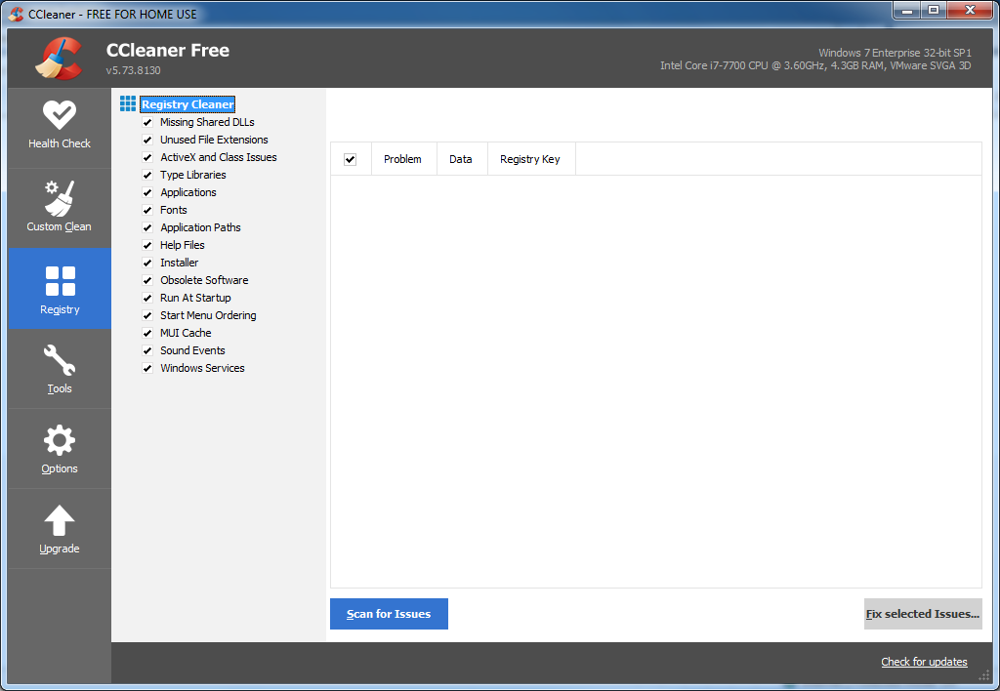 CCleaner - FREE FOR HOME USE
CCleaner Free
v5.73.8130
Windows 7 Enterprise 32-bit SP1
Intel Core i7-7700 CPU @ 3.60GHz, 4.3GB RAM, VMware SVGA 3D
Health Check
Custom Clean
Registry
Tools
Options
Upgrade
Registry Cleaner
Missing Shared DLLs
Unused File Extensions
ActiveX and Class Issues
Type Libraries
Applications
Fonts
Application Paths
Help Files
Installer
Obsolete Software
Run At Startup
Start Menu Ordering
MUI Cache
Sound Events
Windows Services
Problem Data Registry Key
Scan for Issues
Fix selected Issues...
Check for updates